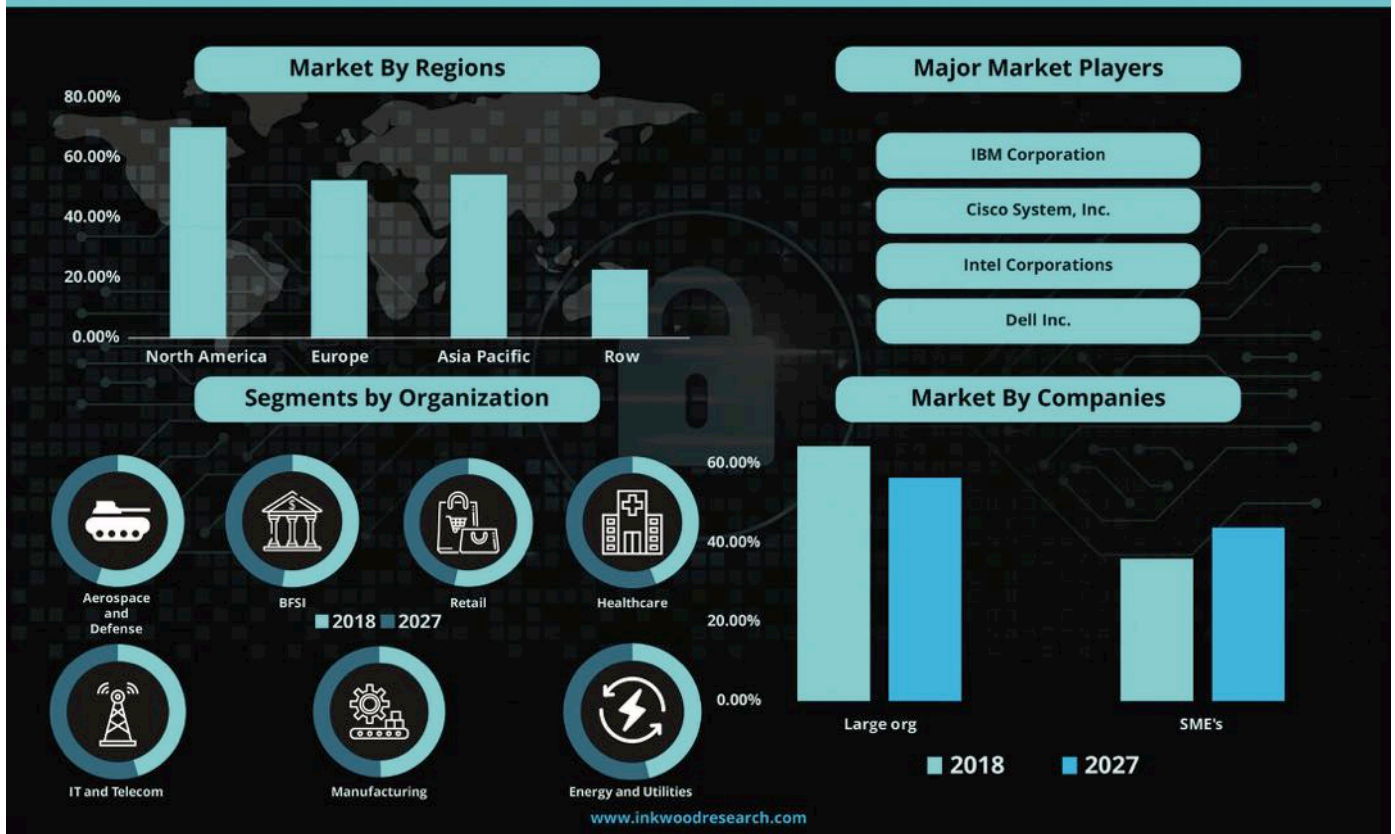 Market By Regions
80.00%
60.00%
40.00%
20.00%
0.00%
North America
Europe
Asia Pacific
Row
Major Market Players
IBM Corporation
Cisco System, Inc.
Intel Corporations
Dell Inc.
Segments by Organization
Aerospace
and
Defense
BFSI
Retail
Healthcare
2018 2027
IT and Telecom
Manufacturing
Energy and Utilities
Market By Companies
60.00%
40.00%
20.00%
0.00%
Large org
SME's
2018 2027
www.inkwoodresearch.com